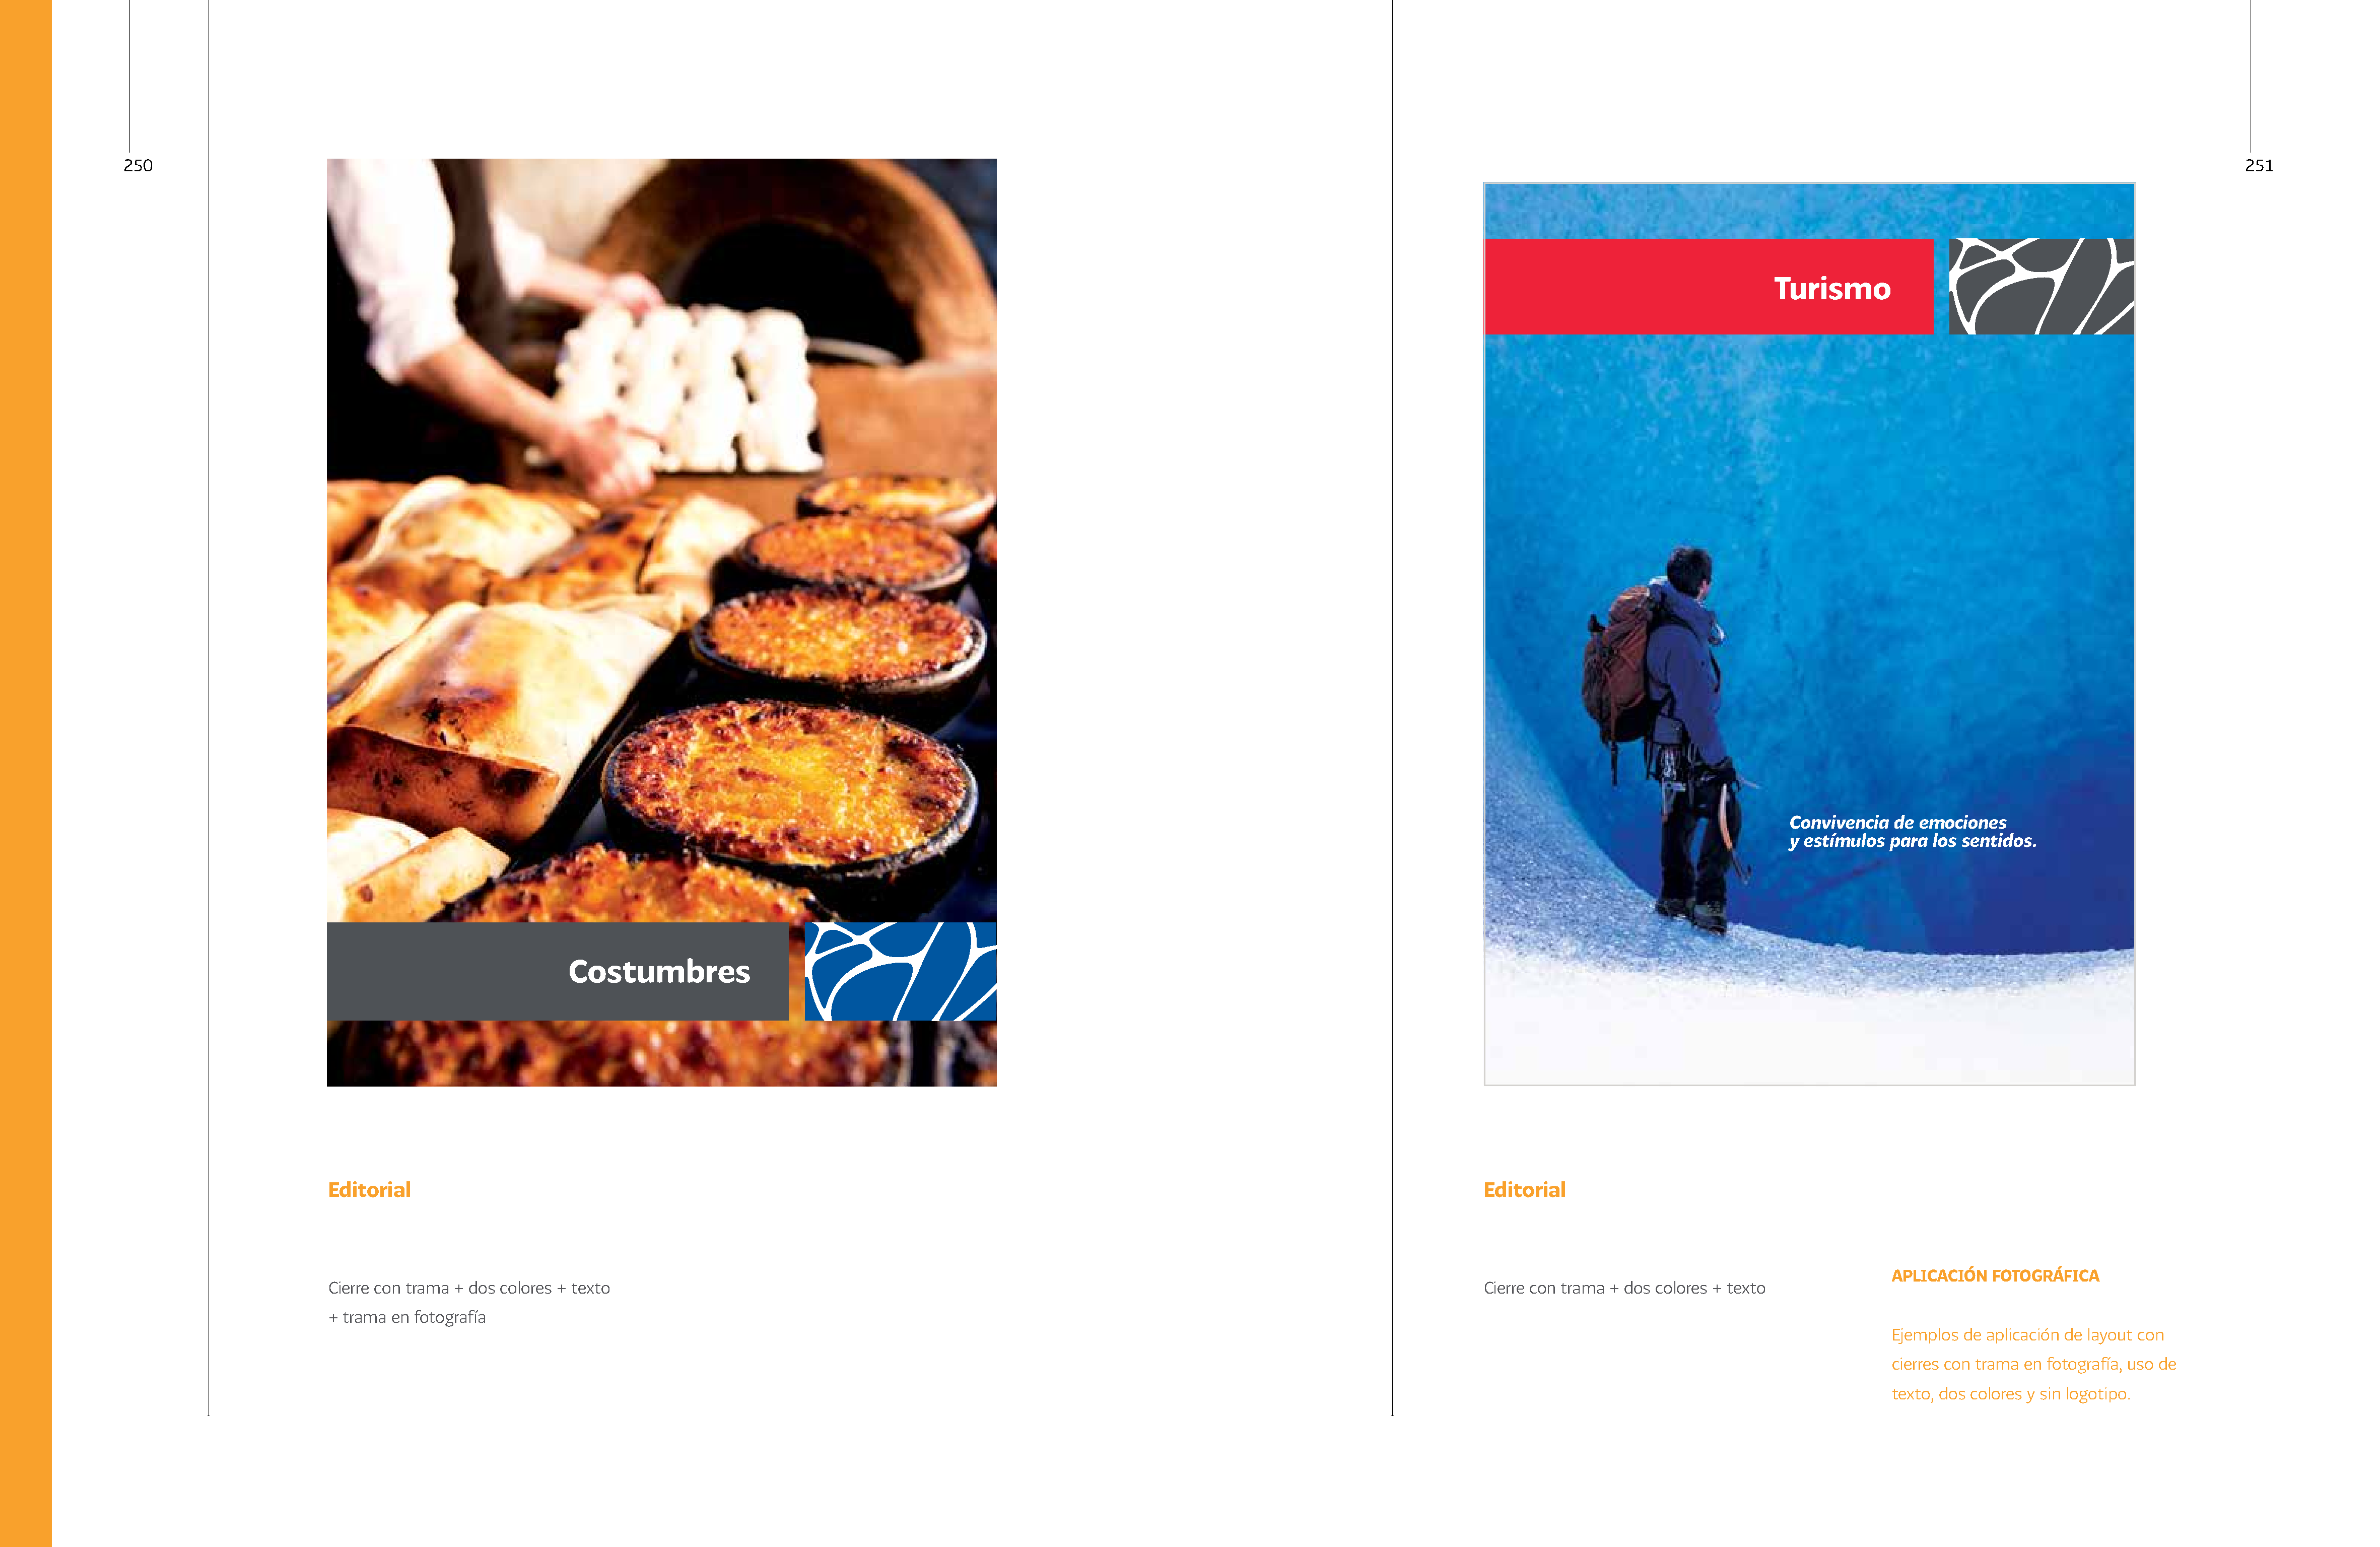 250
Costumbres
Editorial
Cierre con trama + dos colores + texto
+ trama en fotografía
251
Turismo
Convivencia de emociones
y estímulos para los sentidos.
Editorial
Cierre con trama + dos colores + texto
APLICACIÓN FOTOGRÁFICA
Ejemplos de aplicación de layout con
cierres con trama en fotografía, uso de
texto, dos colores y sin logotipo.